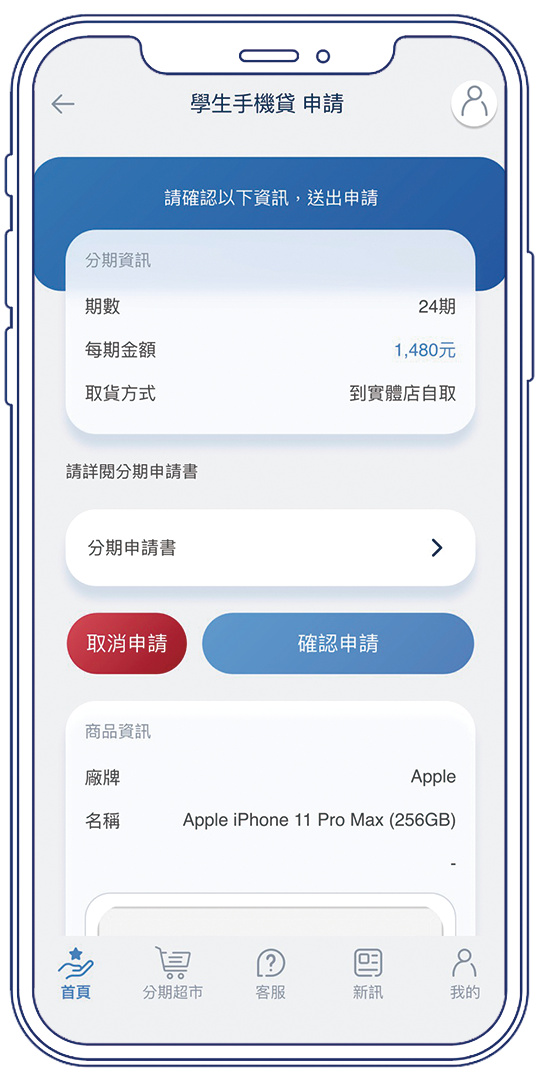 學生手機貸 申請
請確認以下資訊，送出申請
分期資訊
期數 24期
每期金額 1,480元
取貨方式 到實體店自取
請詳閱分期申請書
分期申請書
取消申請 確認申請
商品資訊
廠牌 Apple
名稱 Apple iPhone 11 Pro Max (256GB)
-
首頁 分期超市 客服 新訊 我的